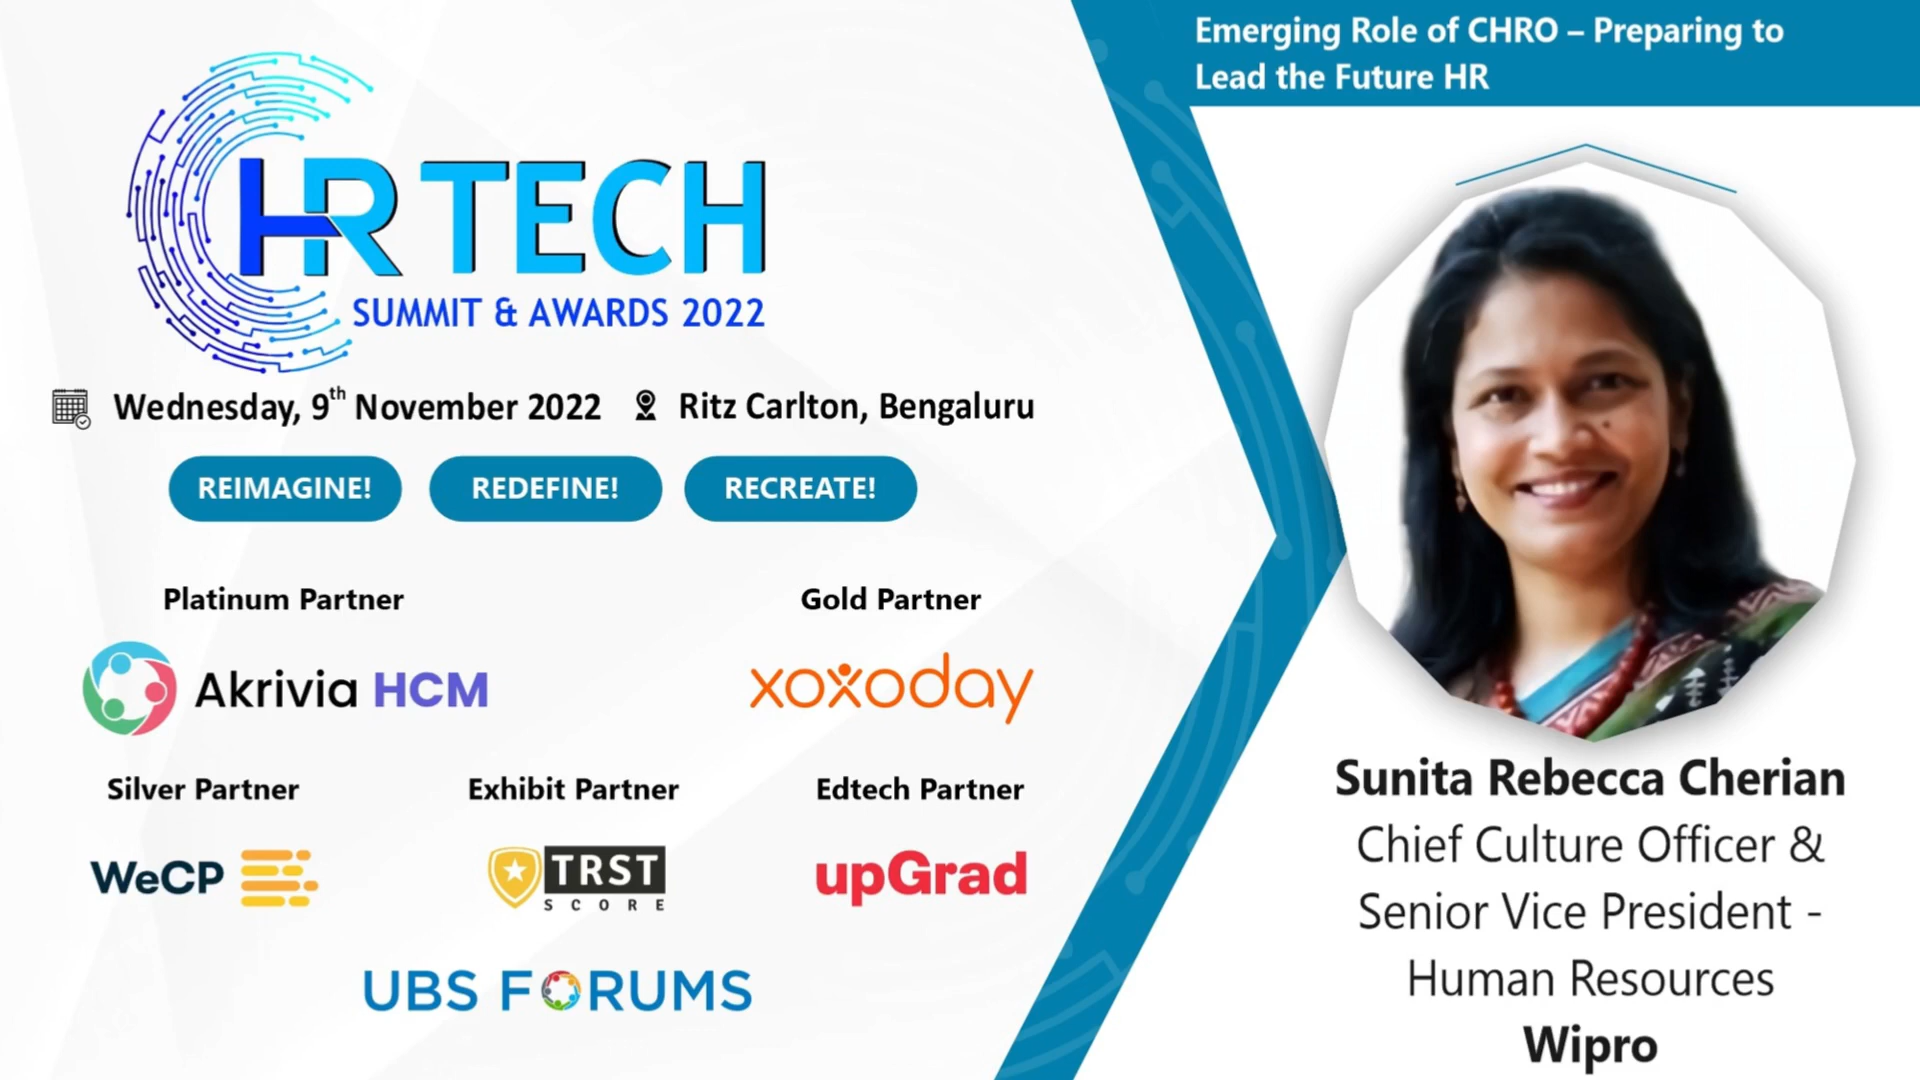 HR TECH
SUMMIT & AWARDS 2022
Wednesday, 9th November 2022 Ritz Carlton, Bengaluru
REIMAGINE! REDEFINE! RECREATE!
Platinum Partner Gold Partner
Akrivia HCM xoxoday
Silver Partner Exhibit Partner Edtech Partner
WeCP TRST SCORE upGrad
UBS FORUMS
Emerging Role of CHRO – Preparing to
Lead the Future HR
Sunita Rebecca Cherian
Chief Culture Officer &
Senior Vice President -
Human Resources
Wipro